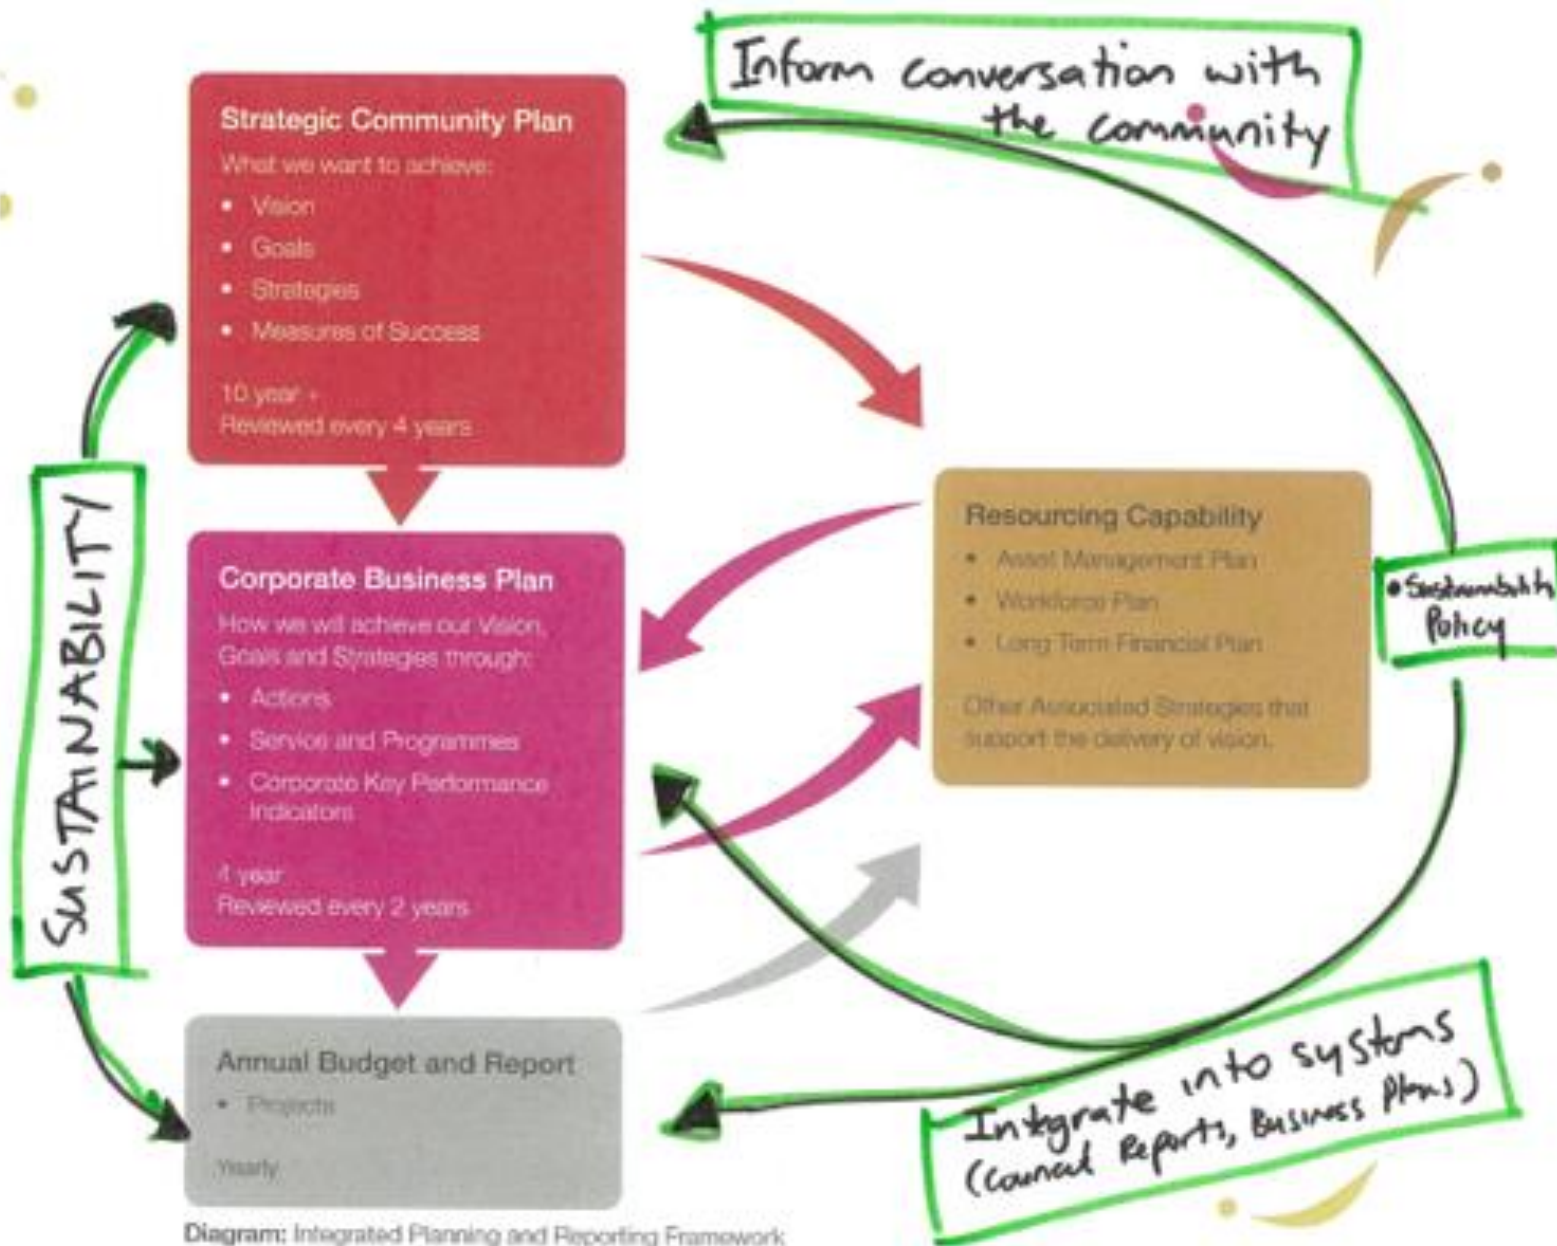 Inform conversation with
the community
Strategic Community Plan
What we want to achieve:
• Vision
• Goals
• Strategies
• Measures of Success
10 year +
Reviewed every 4 years
SUSTAINABILITY
Corporate Business Plan
How we will achieve our Vision,
Goals and Strategies through:
• Actions
• Service and Programmes
• Corporate Key Performance
Indicators
4 year
Reviewed every 2 years
Resourcing Capability
• Asset Management Plan
• Workforce Plan
• Long Term Financial Plan
Other Associated Strategies that
support the delivery of vision.
• Sustainability
Policy
Annual Budget and Report
• Projects
Yearly
Integrate into systems
(Council Reports, Business Plans)
Diagram: Integrated Planning and Reporting Framework